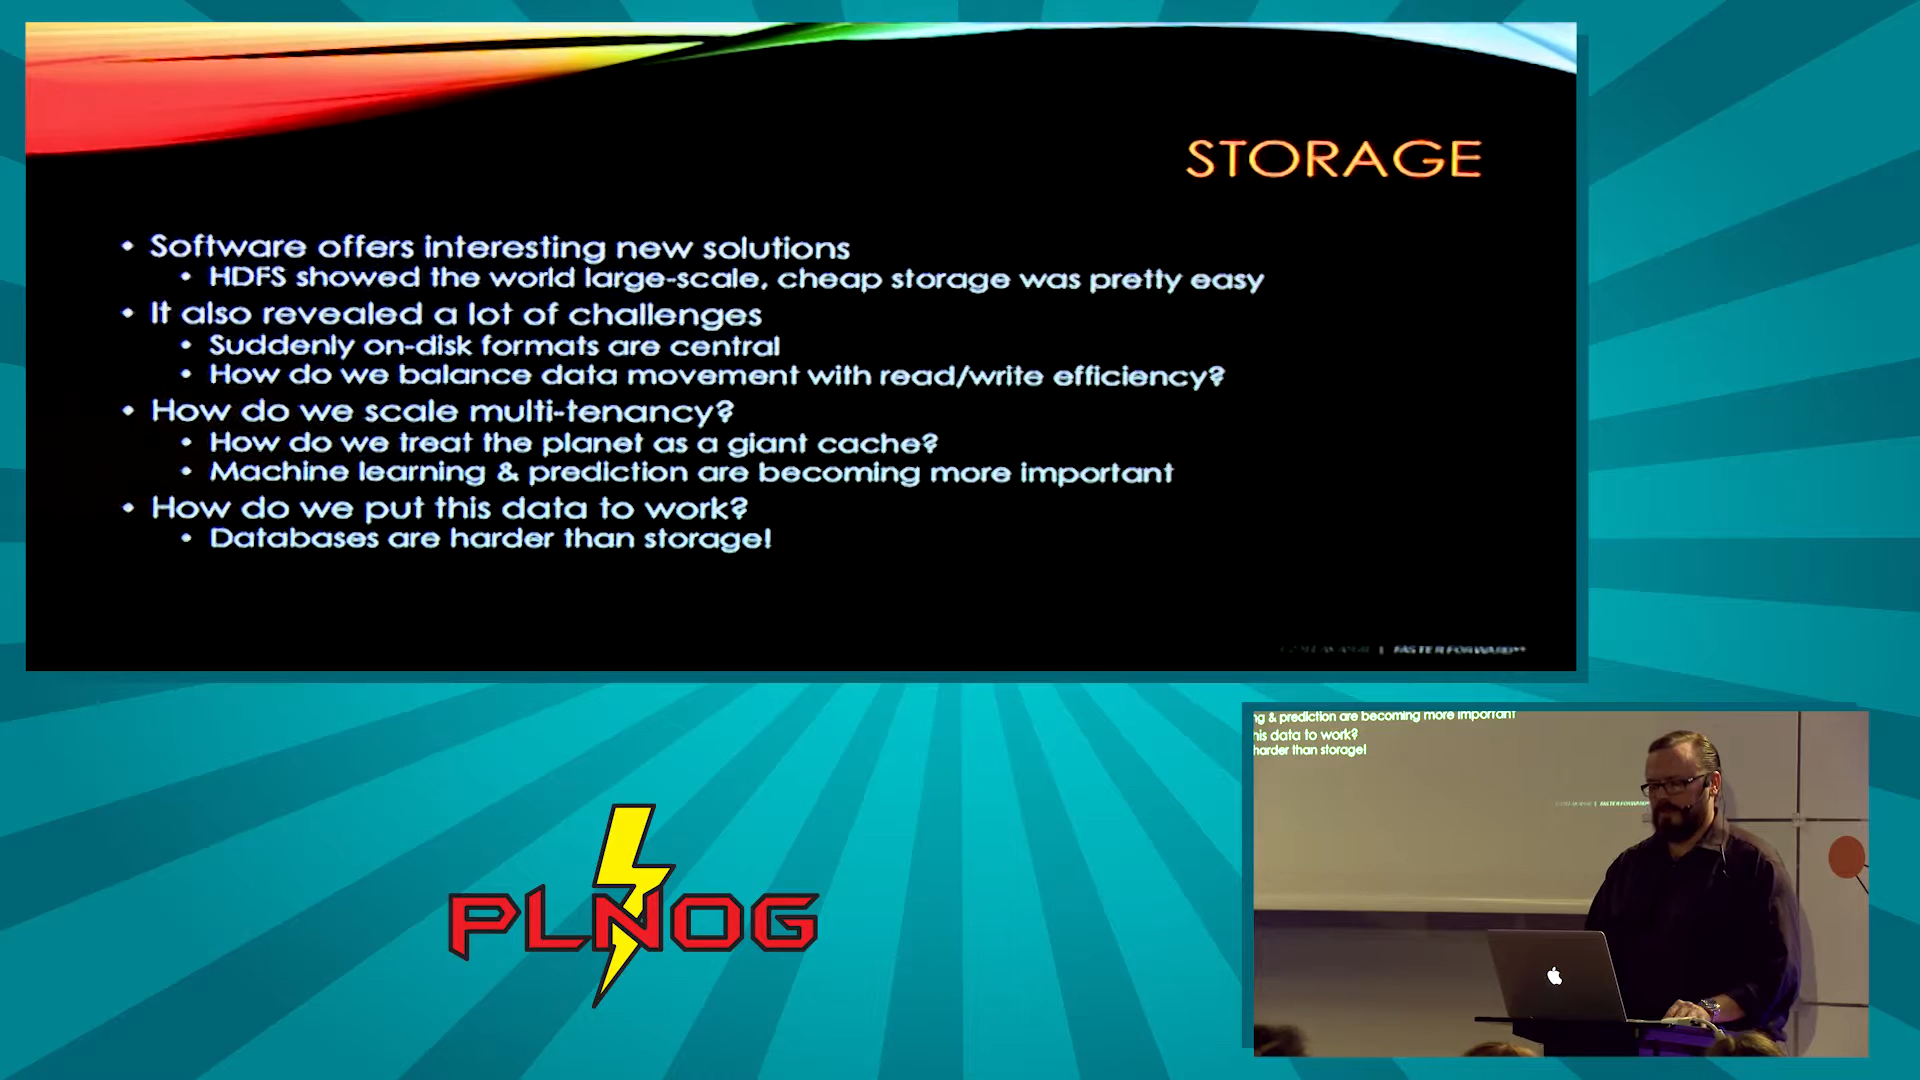 STORAGE
• Software offers interesting new solutions
• HDFS showed the world large-scale, cheap storage was pretty easy
• It also revealed a lot of challenges
• Suddenly on-disk formats are central
• How do we balance data movement with read/write efficiency?
• How do we scale multi-tenancy?
• How do we treat the planet as a giant cache?
• Machine learning & prediction are becoming more important
• How do we put this data to work?
• Databases are harder than storage!
| FASTER FORWARD
ng & prediction are becoming more important
his data to work?
harder than storage!
PLNOG